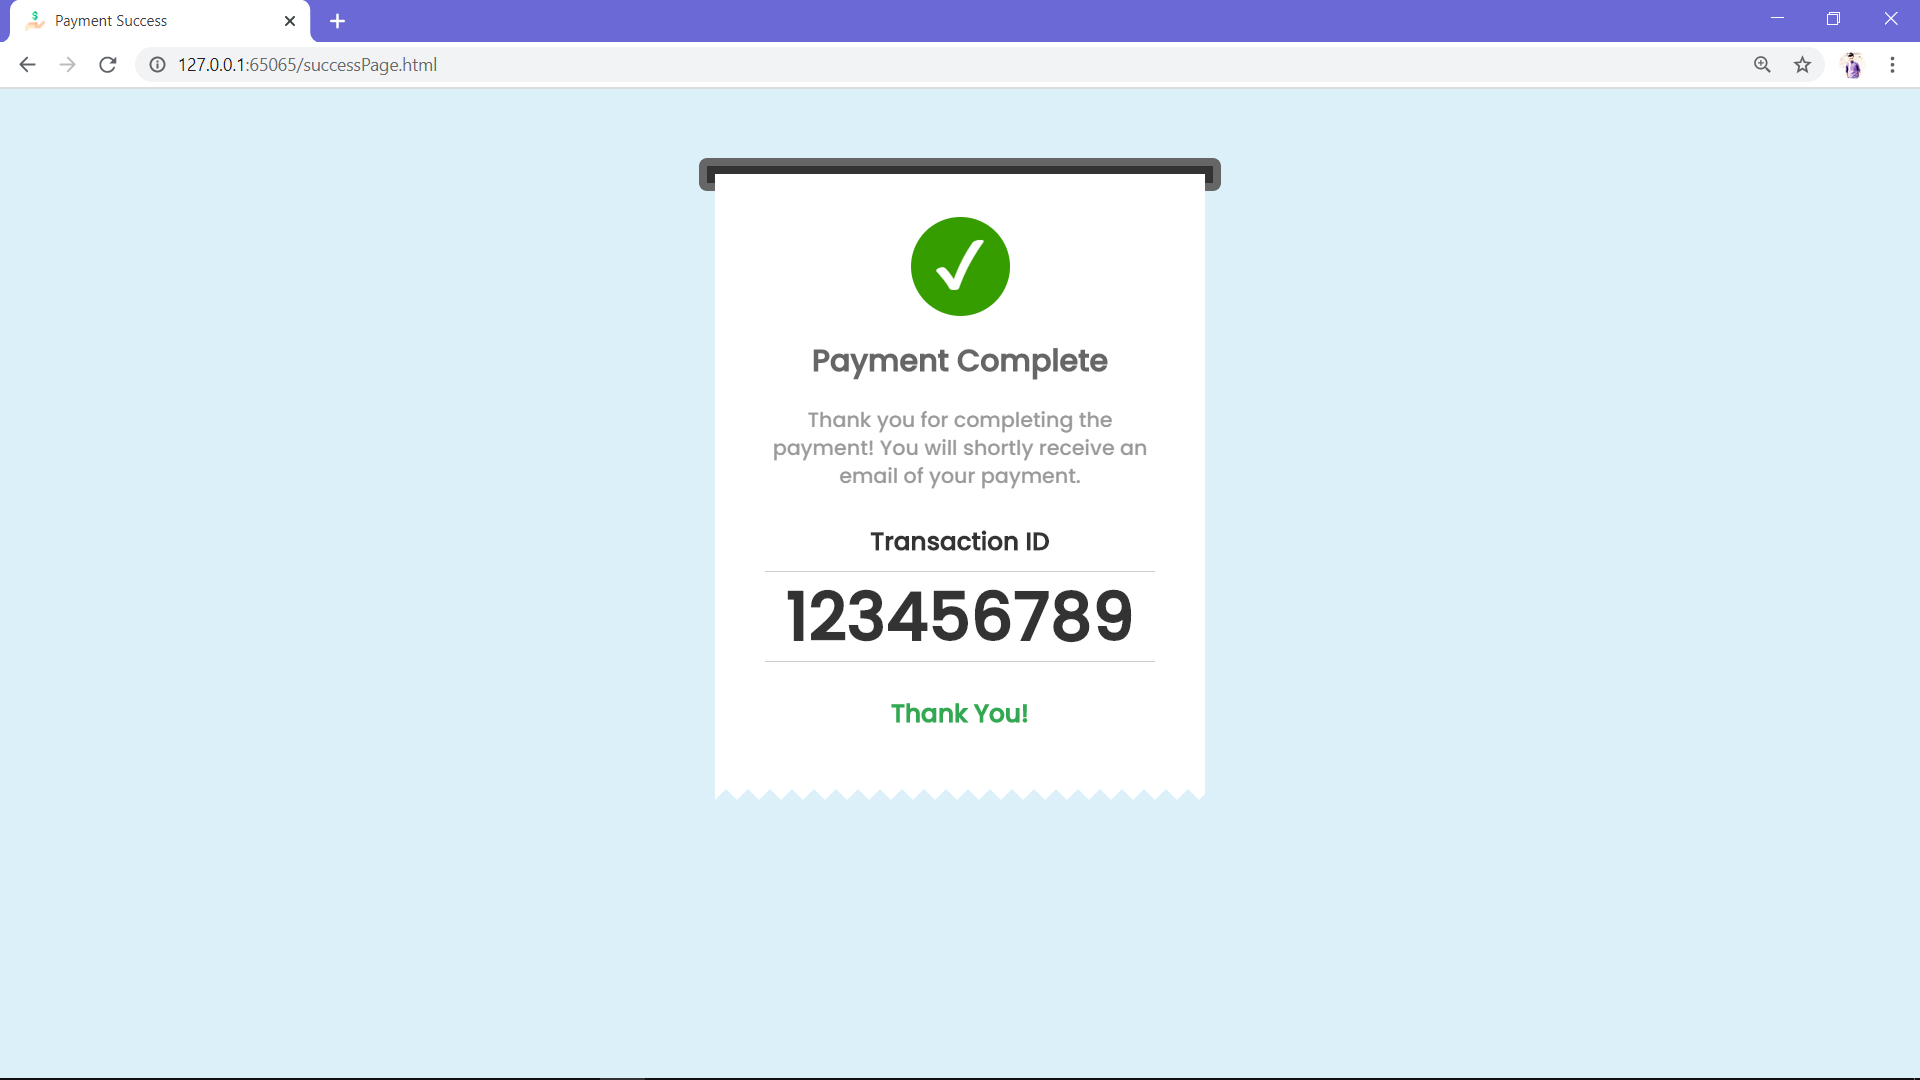 Payment Success
127.0.0.1:65065/successPage.html
Payment Complete
Thank you for completing the
payment! You will shortly receive an
email of your payment.
Transaction ID
123456789
Thank You!